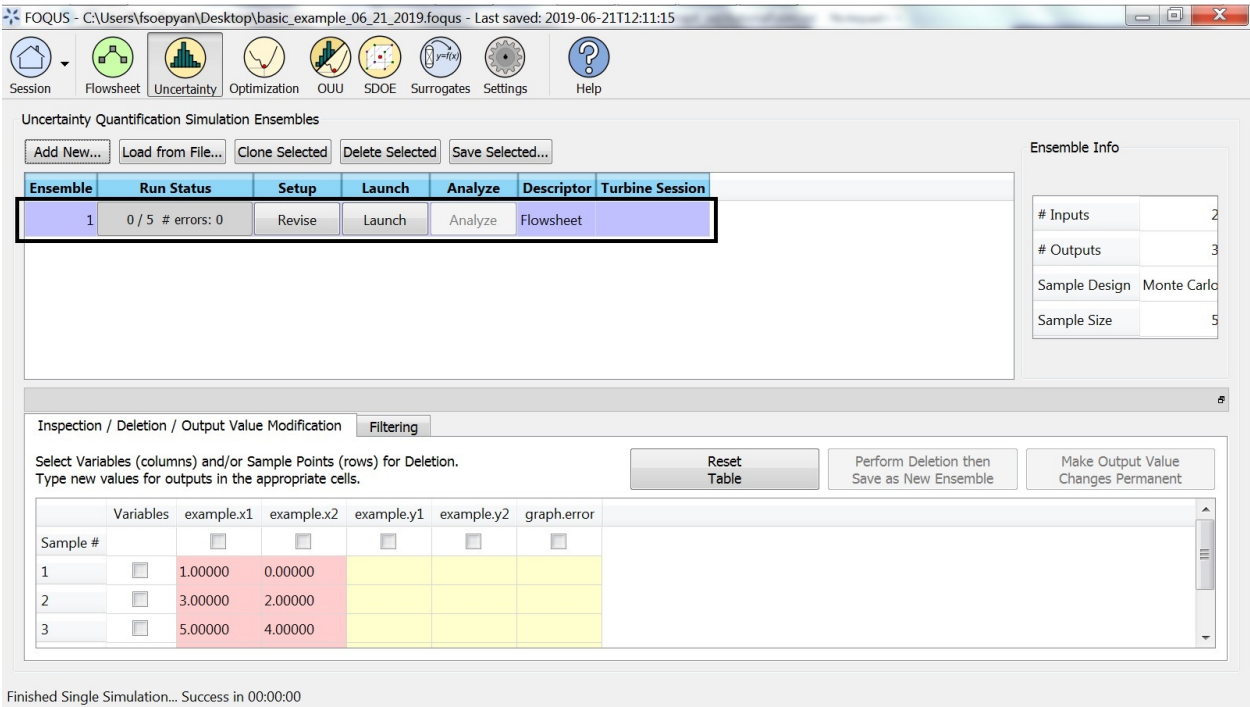 FOQUS - C:\Users\fsoepyan\Desktop\basic_example_06_21_2019.foqus - Last saved: 2019-06-21T12:11:15
y=f(x)
Session Flowsheet Uncertainty Optimization OUU SDOE Surrogates Settings Help
Uncertainty Quantification Simulation Ensembles
Add New... Load from File... Clone Selected Delete Selected Save Selected...
Ensemble Info
Ensemble Run Status Setup Launch Analyze Descriptor Turbine Session
1 0 / 5 # errors: 0 Revise Launch Analyze Flowsheet
# Inputs 2
# Outputs 3
Sample Design Monte Carlo
Sample Size 5
Inspection / Deletion / Output Value Modification Filtering
Select Variables (columns) and/or Sample Points (rows) for Deletion.
Type new values for outputs in the appropriate cells.
Reset
Table
Perform Deletion then
Save as New Ensemble
Make Output Value
Changes Permanent
Variables example.x1 example.x2 example.y1 example.y2 graph.error
Sample #
1 1.00000 0.00000
2 3.00000 2.00000
3 5.00000 4.00000
Finished Single Simulation... Success in 00:00:00